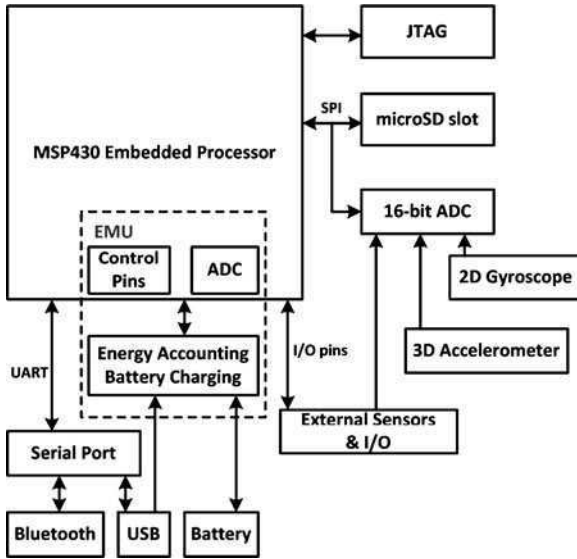 JTAG
SPI
microSD slot
MSP430 Embedded Processor
16-bit ADC
EMU
Control
Pins
ADC
2D Gyroscope
Energy Accounting
Battery Charging
I/O pins
3D Accelerometer
UART
External Sensors
& I/O
Serial Port
Bluetooth
USB
Battery